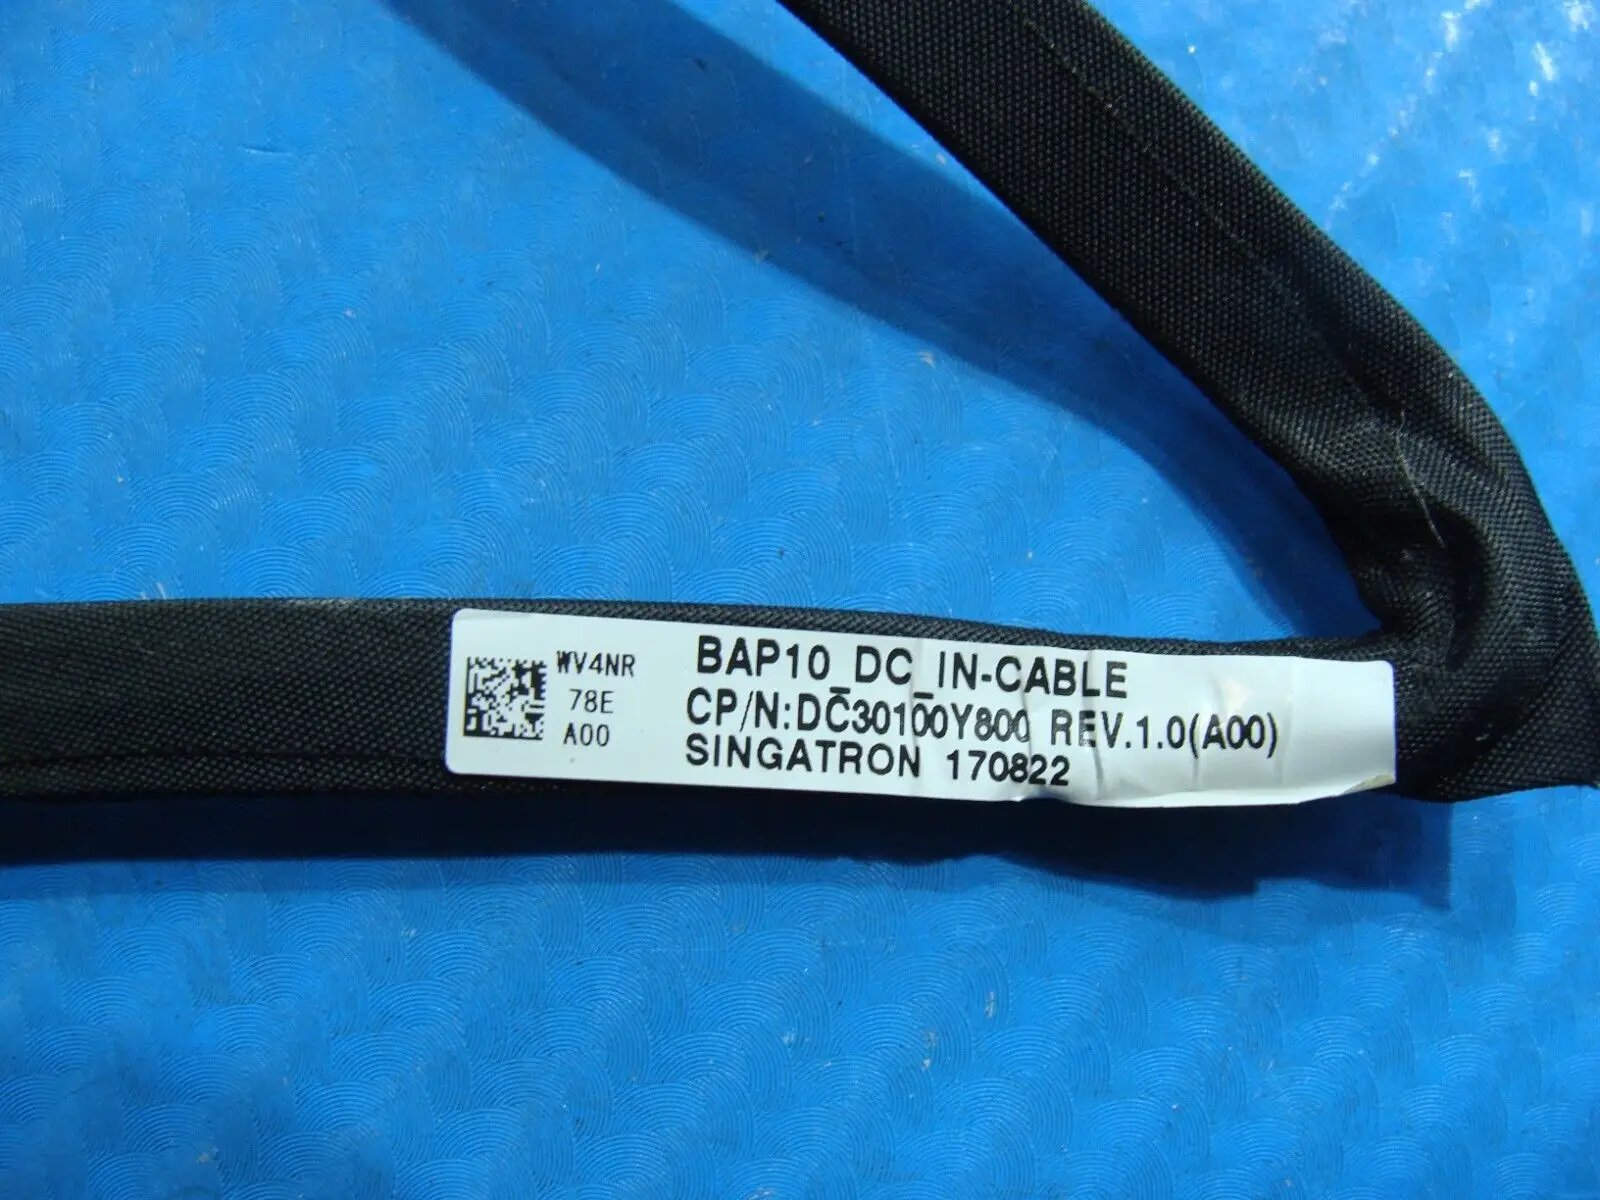 WV4NR
78E
A00
BAP10_DC_IN-CABLE
CP/N:DC30100Y800 REV.1.0(A00)
SINGATRON 170822